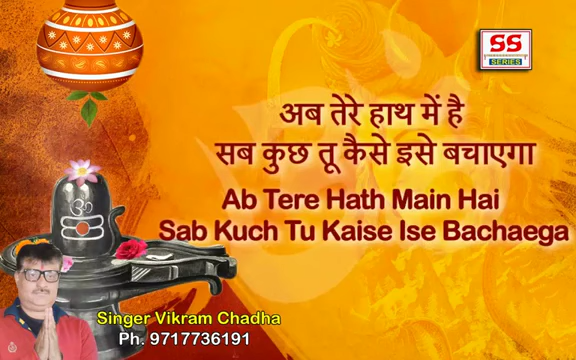 SS
SERIES
अब तेरे हाथ में है
सब कुछ तू कैसे इसे बचाएगा
Ab Tere Hath Main Hai
Sab Kuch Tu Kaise Ise Bachaega
ॐ
Singer Vikram Chadha
Ph. 9717736191